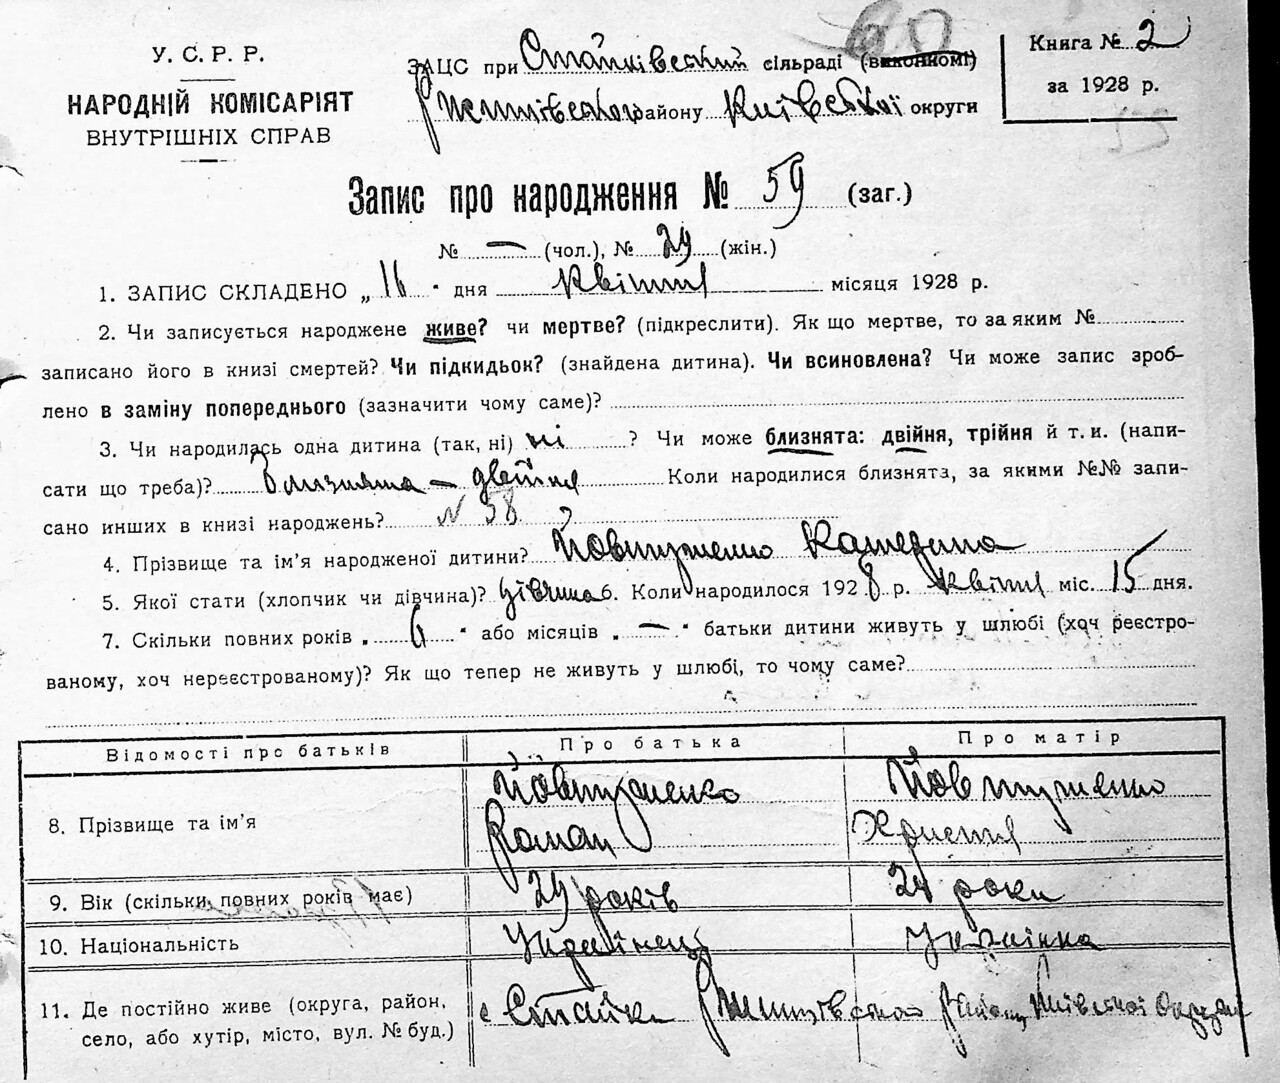 У.С.Р.Р.
НАРОДНІЙ КОМІСАРІЯТ
ВНУТРІШНІХ СПРАВ
ЗАЦС при Стайківській сільраді (виконкомі)
Ржищівського району Київської округи
Книга № 2
за 1928 р.
Запис про народження № 59 (заг.)
№ — (чол.), № 29 (жін.)
1. ЗАПИС СКЛАДЕНО „16" дня квітня місяця 1928 р.
2. Чи записується народжене живе? чи мертве? (підкреслити). Як що мертве, то за яким №
записано його в книзі смертей? Чи підкидьок? (знайдена дитина). Чи всиновлена? Чи може запис зроб-
лено в заміну попереднього (зазначити чому саме)?
3. Чи народилась одна дитина (так, ні) ні ? Чи може близнята: двійня, трійня й т. и. (напи-
сати що треба)? Близнята — двійня Коли народилися близнята, за якими №№ запи-
сано инших в книзі народжень? № 58
4. Прізвище та ім'я народженої дитини? Йовтушенко Катерина
5. Якої стати (хлопчик чи дівчина)? дівчина 6. Коли народилося 1928 р. квітня міс. 15 дня.
7. Скільки повних років „ 6 " або місяців „ — " батьки дитини живуть у шлюбі (хоч реєстро-
ваному, хоч нереєстрованому)? Як що тепер не живуть у шлюбі, то чому саме?
Відомості про батьків Про батька Про матір
8. Прізвище та ім'я Йовтушенко Роман Йовтушенко Христя
9. Вік (скільки повних років має) 29 років 24 роки
10. Національність Українець Українка
11. Де постійно живе (округа, район,
село, або хутір, місто, вул. № буд.) с Стайки Ржищівського району Київської Округи